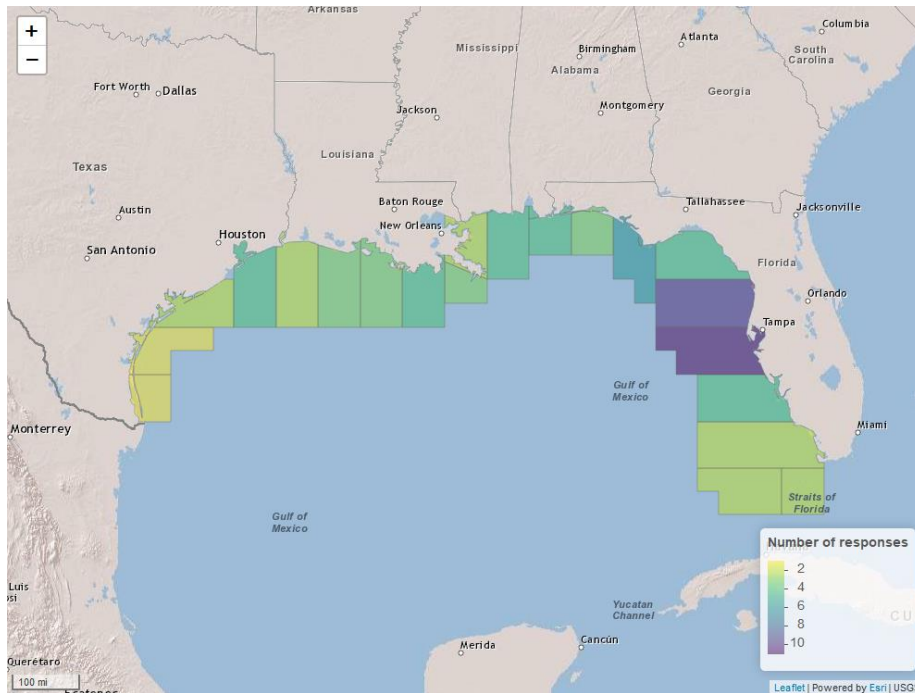 +
−
Arkansas
Columbia
Atlanta
Mississippi
Birmingham
South
Carolina
Alabama
Fort Worth
Dallas
Georgia
Jackson
Montgomery
Louisiana
Texas
Baton Rouge
Tallahassee
Jacksonville
Austin
New Orleans
Houston
San Antonio
Florida
Orlando
Tampa
Gulf of
Mexico
Monterrey
Miami
Straits of
Florida
Gulf of
Mexico
Number of responses
2
4
6
8
10
Luis
Yucatan
Channel
C U
Merida
Cancún
Querétaro
100 mi
Leaflet | Powered by Esri | USG